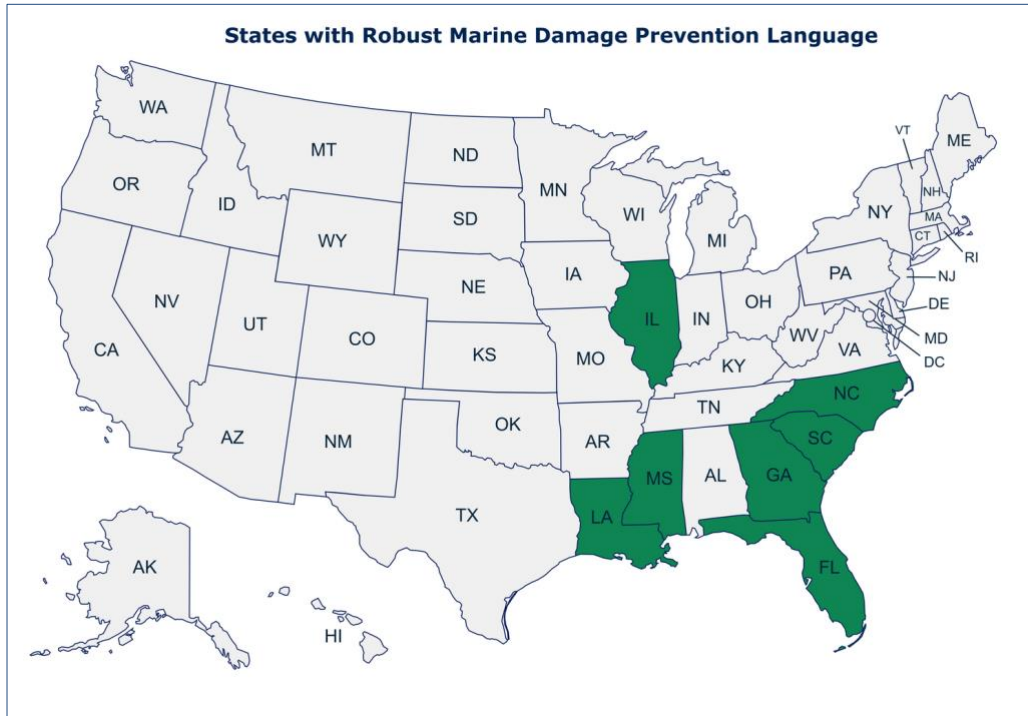 States with Robust Marine Damage Prevention Language
WA
MT
ND
MN
VT
ME
OR
ID
SD
WI
MI
NY
NH
MA
CT
RI
WY
IA
PA
NJ
NV
NE
IL
IN
OH
DE
UT
CO
MD
CA
KS
MO
WV
VA
DC
KY
NC
AZ
NM
OK
AR
TN
SC
MS
AL
GA
TX
LA
FL
AK
HI